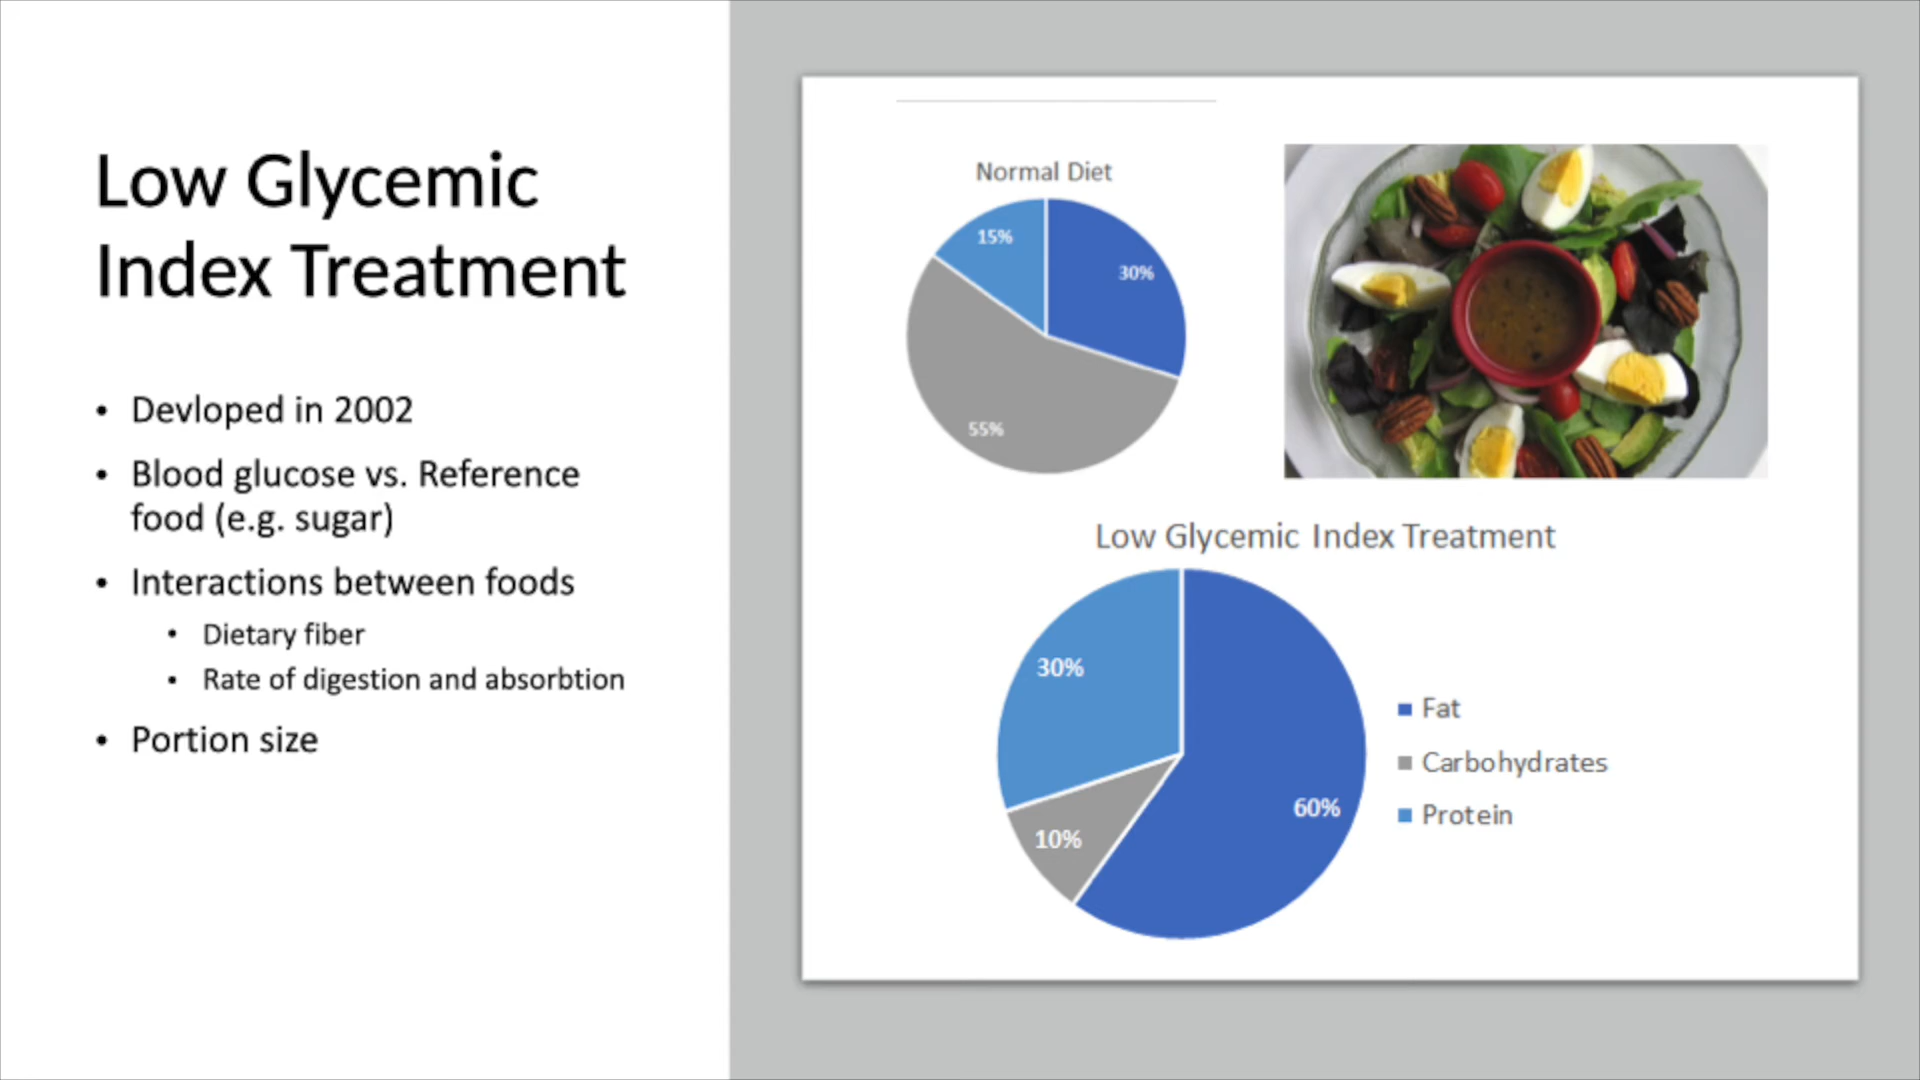 Low Glycemic
Index Treatment
• Devloped in 2002
• Blood glucose vs. Reference
food (e.g. sugar)
• Interactions between foods
• Dietary fiber
• Rate of digestion and absorbtion
• Portion size
Normal Diet
15%
30%
55%
Low Glycemic Index Treatment
30%
60%
10%
Fat
Carbohydrates
Protein